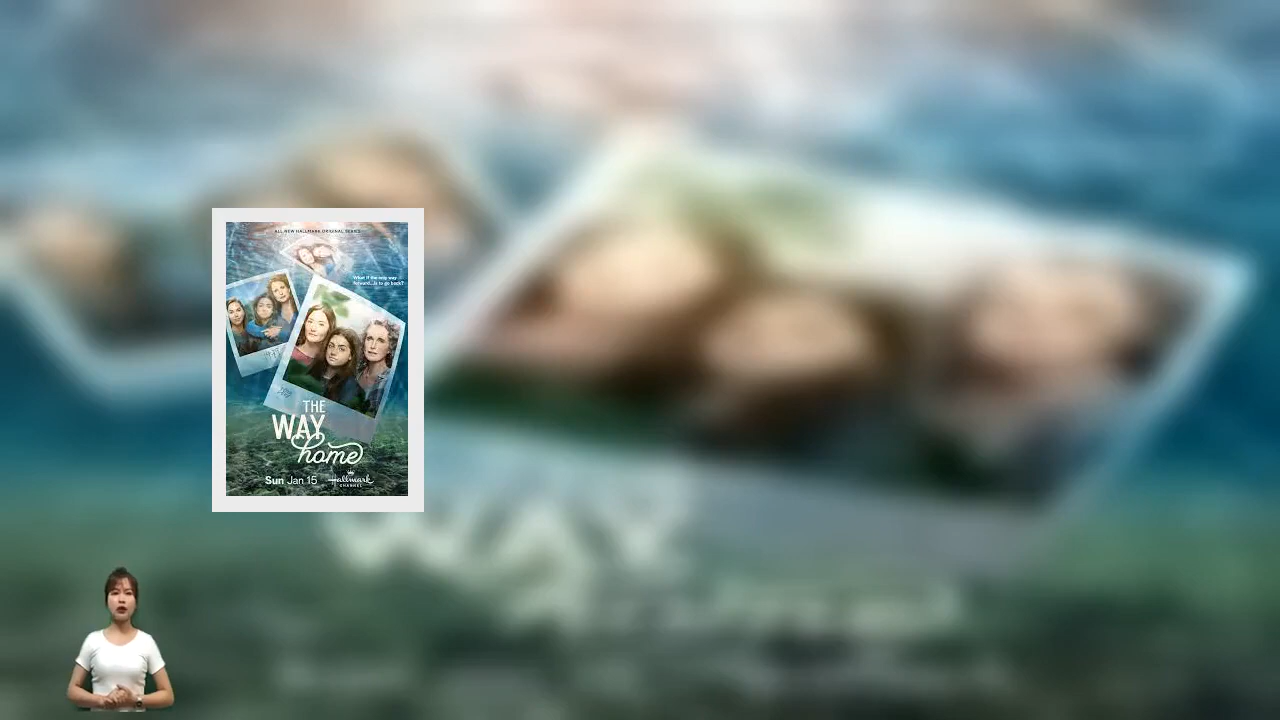 ALL NEW HALLMARK ORIGINAL SERIES
What if the only way
forward...is to go back?
THE
WAY
home
Sun Jan 15
Hallmark
CHANNEL